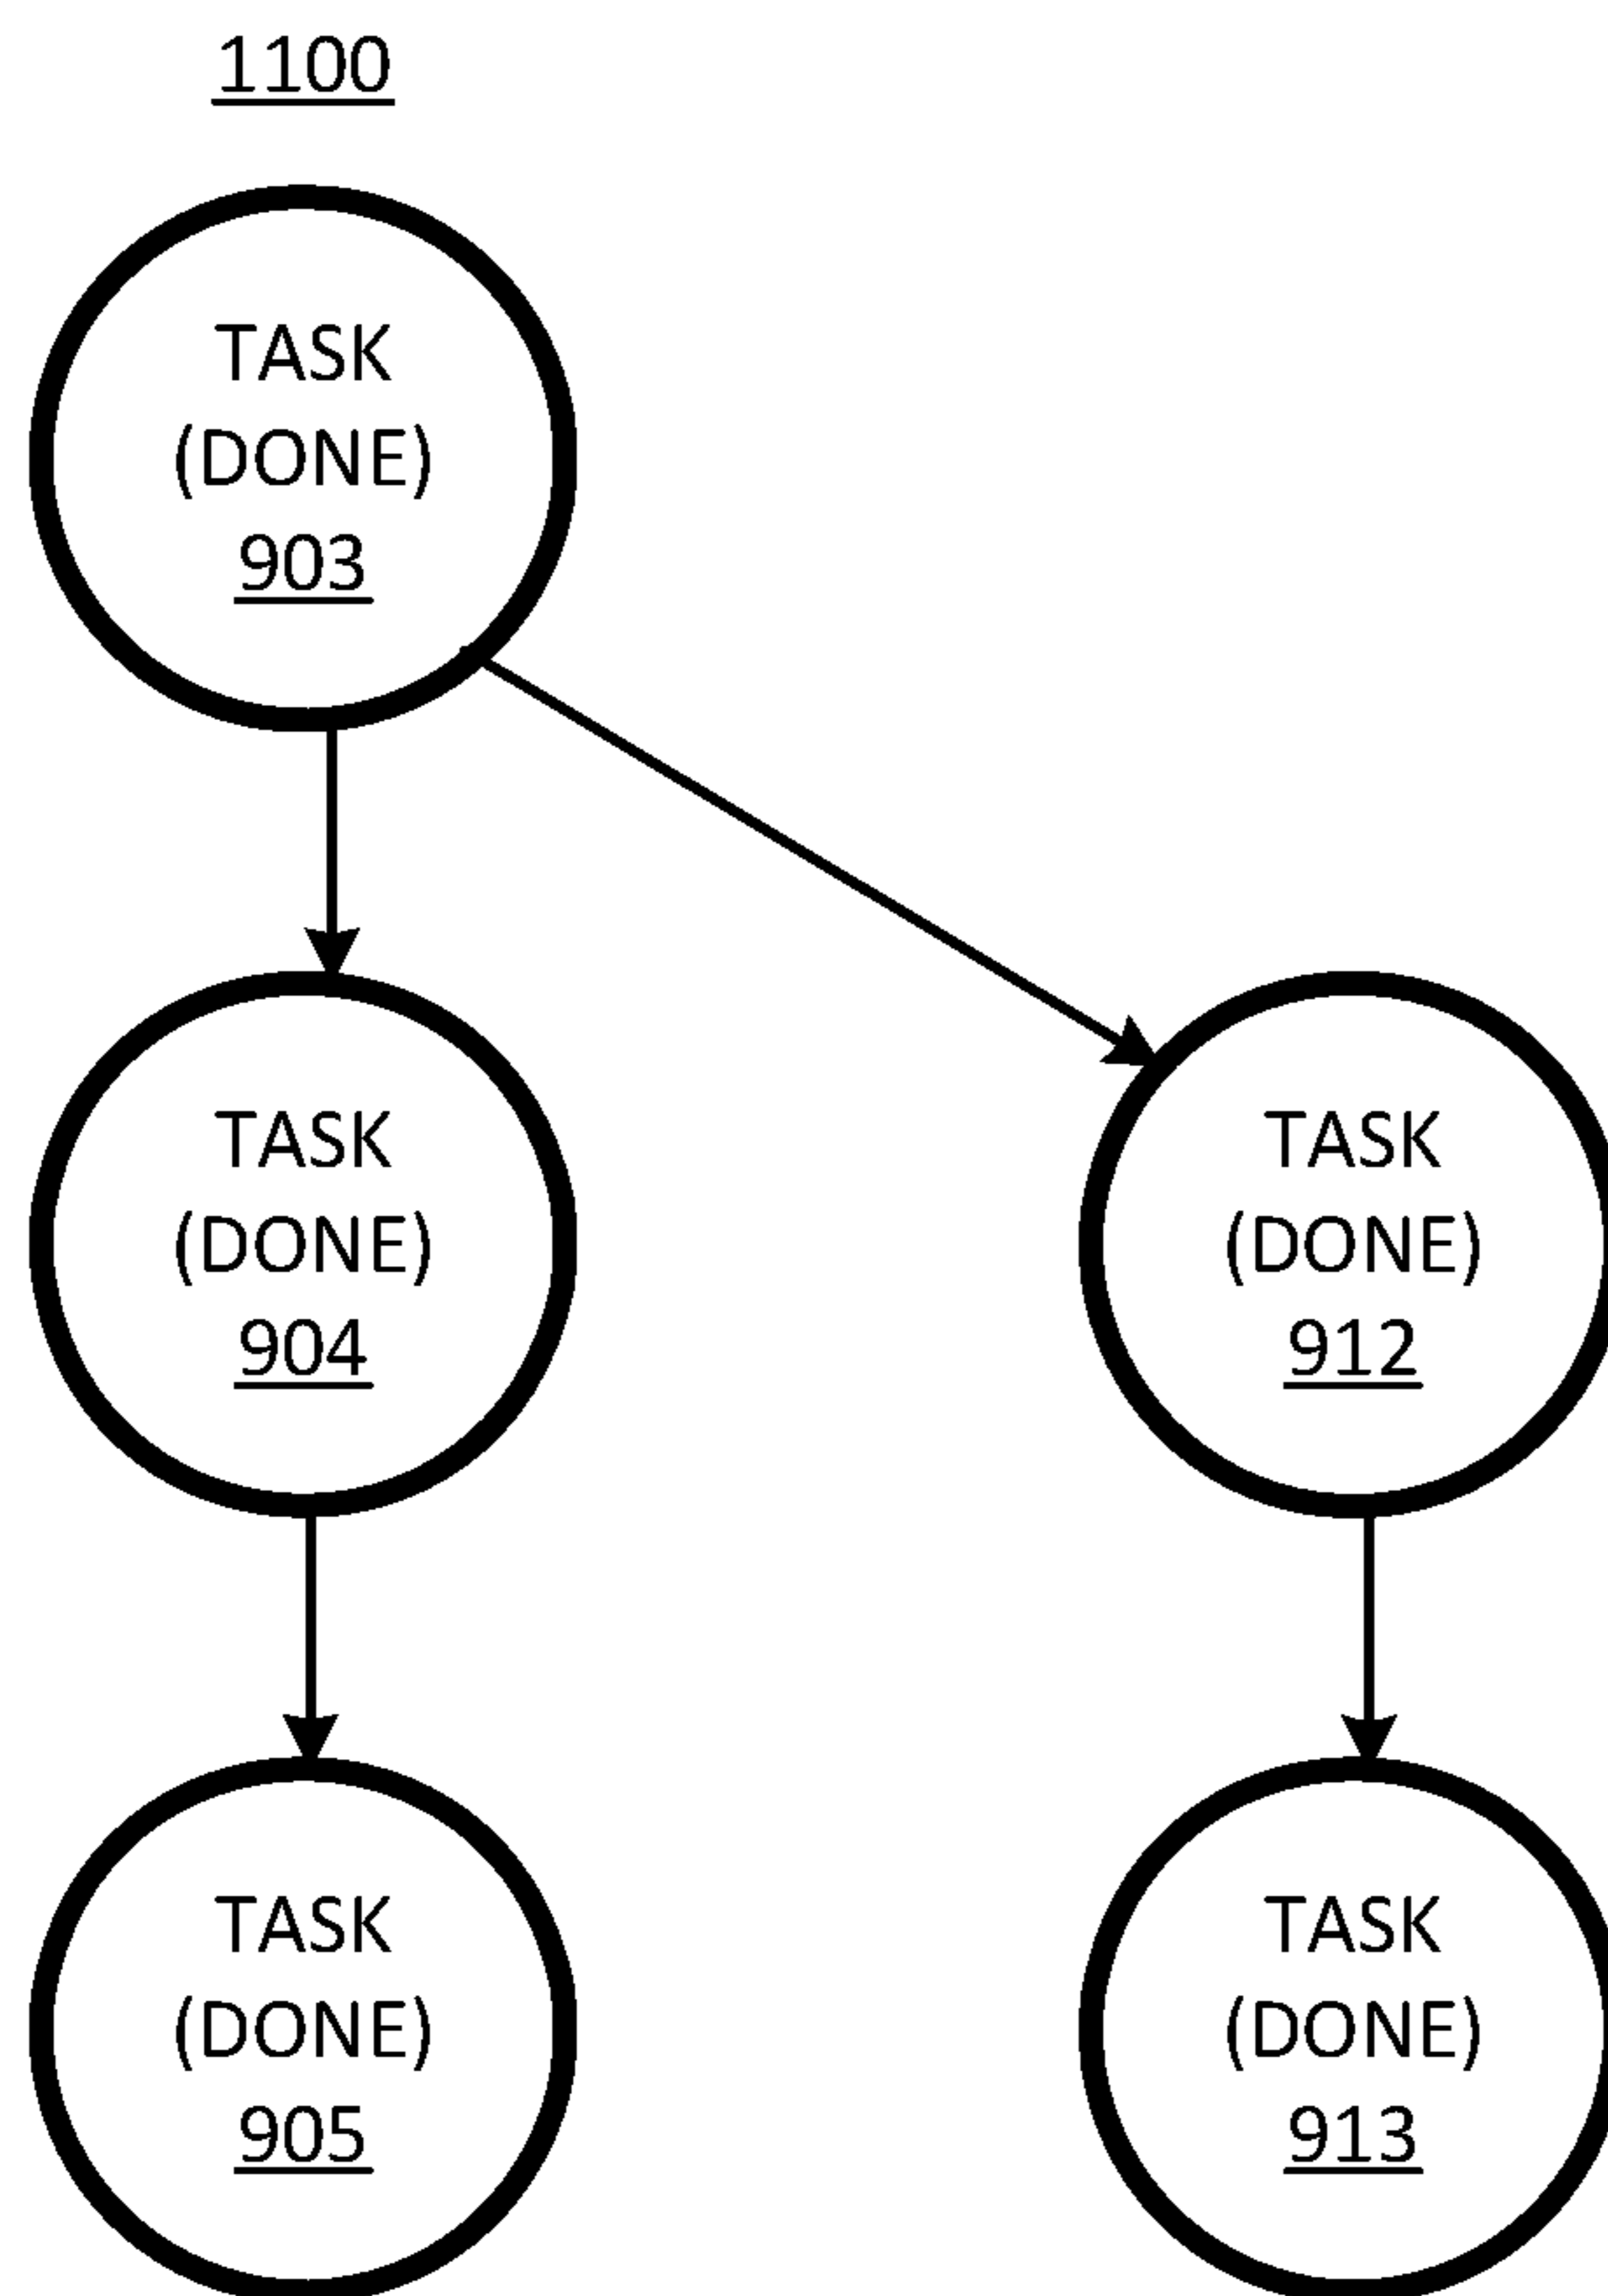 1100
TASK
(DONE)
903
TASK
(DONE)
904
TASK
(DONE)
912
TASK
(DONE)
905
TASK
(DONE)
913